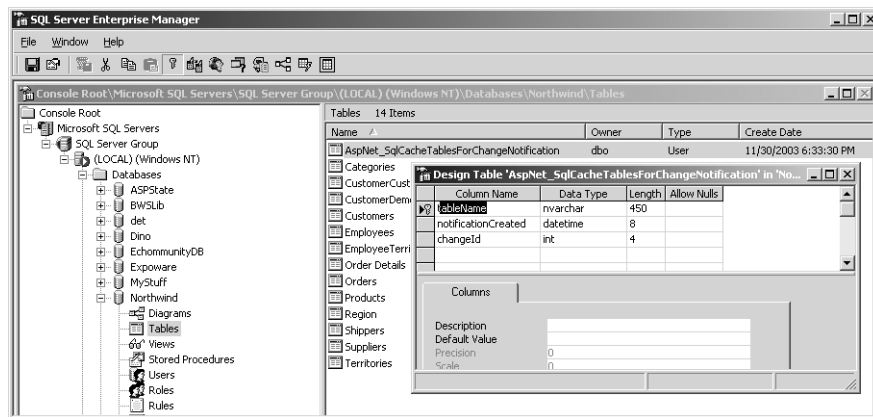 SQL Server Enterprise Manager
File Window Help
Console Root\Microsoft SQL Servers\SQL Server Group\(LOCAL) (Windows NT)\Databases\Northwind\Tables
Console Root
Microsoft SQL Servers
SQL Server Group
(LOCAL) (Windows NT)
Databases
ASPState
BWSLib
det
Dino
EchommunityDB
Expoware
MyStuff
Northwind
Diagrams
Tables
Views
Stored Procedures
Users
Roles
Rules
Tables 14 Items
Name Owner Type Create Date
AspNet_SqlCacheTablesForChangeNotification dbo User 11/30/2003 6:33:30 PM
Categories
CustomerCust
CustomerDem
Customers
Employees
EmployeeTerri
Order Details
Orders
Products
Region
Shippers
Suppliers
Territories
Design Table 'AspNet_SqlCacheTablesForChangeNotification' in 'No...
Column Name Data Type Length Allow Nulls
tableName nvarchar 450
notificationCreated datetime 8
changeId int 4
Columns
Description
Default Value
Precision 0
Scale 0